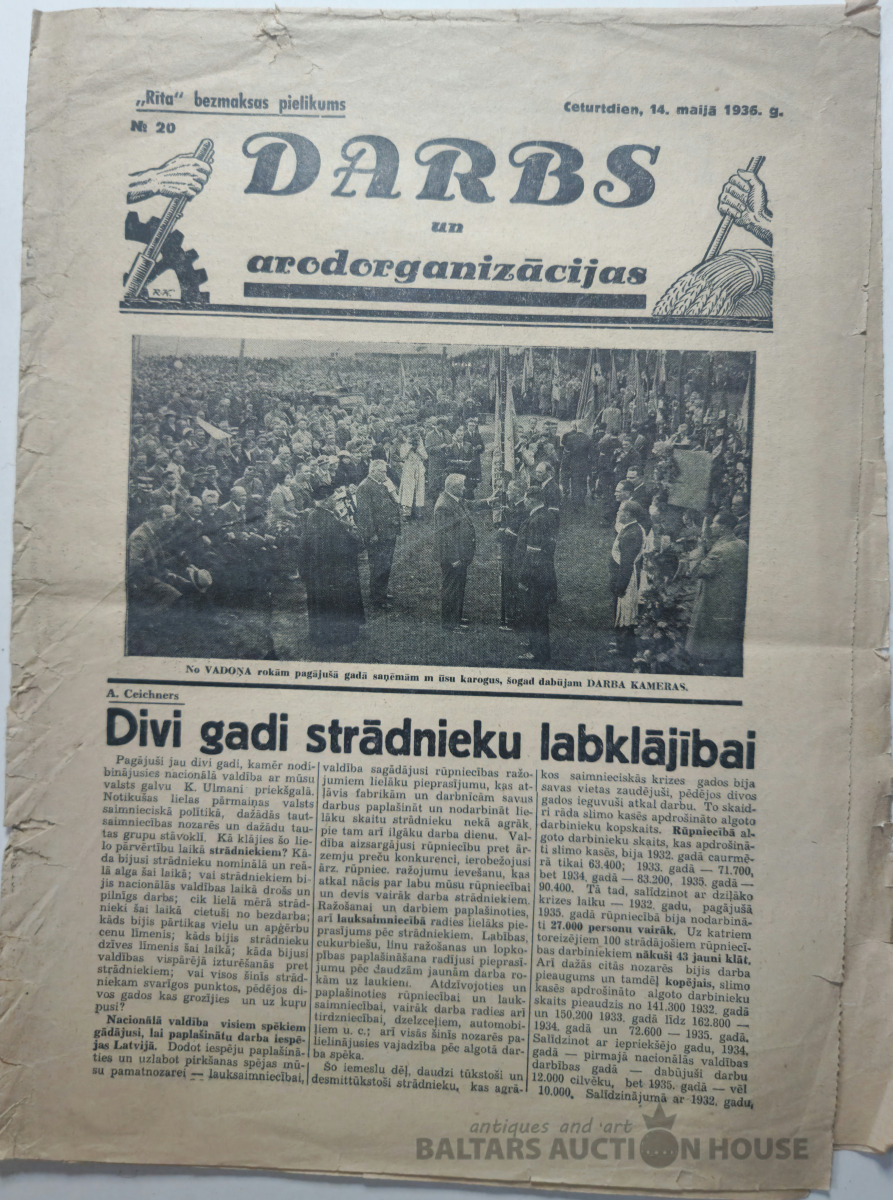 „Rīta“ bezmaksas pielikums
Ceturtdien, 14. maijā 1936. g.
№ 20
DARBS
un
arodorganizācijas
R.K.
No VADOŅA rokām pagājušā gadā saņēmām m ūsu karogus, šogad dabūjam DARBA KAMERAS.
A. Ceichners
Divi gadi strādnieku labklājībai
Pagājuši jau divi gadi, kamēr nodi-
binājusies nacionālā valdība ar mūsu
valsts galvu K. Ulmani priekšgalā.
Notikušas lielas pārmaiņas valsts
saimnieciskā politikā, dažādās taut-
saimniecības nozarēs un dažādu tau-
tas grupu stāvoklī. Kā klājies šo lie-
lo pārvērtību laikā strādniekiem? Kā-
da bijusi strādnieku nominālā un reā-
lā alga šai laikā; vai strādniekiem bi-
jis nacionālās valdības laikā drošs un
pilnīgs darbs; cik lielā mērā strād-
nieki šai laikā cietuši no bezdarba;
kāds bijis pārtikas vielu un apģērbu
cenu līmenis; kāds bijis strādnieku
dzīves līmenis šai laikā; kāda bijusi
valdības vispārējā izturēšanās pret
strādniekiem; vai visos šinīs strād-
niekam svarīgos punktos, pēdējos di-
vos gados kas grozījies un uz kuru
pusi?
Nacionālā valdība visiem spēkiem
gādājusi, lai paplašinātu darba iespē-
jas Latvijā. Dodot iespēju paplašinā-
ties un uzlabot pirkšanas spējas mū-
su pamatnozarei — lauksaimniecībai,
valdība sagādājusi rūpniecības ražo-
jumiem lielāku pieprasījumu, kas at-
ļāvis fabrikām un darbnīcām savus
darbus paplašināt un nodarbināt lie-
lāku skaitu strādnieku nekā agrāk,
pie tam arī ilgāku darba dienu. Val-
dība aizsargājusi rūpniecību pret ār-
zemju preču konkurenci, ierobežojusi
ārz. rūpniec. ražojumu ievešanu, kas
atkal nācis par labu mūsu rūpniecībai
un devis vairāk darba strādniekiem.
Ražošanai un darbiem paplašinoties,
arī lauksaimniecībā radies lielāks pie-
prasījums pēc strādniekiem. Labības,
cukurbiešu, linu ražošanas un lopko-
pības paplašināšana radījusi pieprasī-
jumu pēc daudzām jaunām darba ro-
kām uz laukiem. Atdzīvojoties un
paplašinoties rūpniecībai un lauk-
saimniecībai, vairāk darba radies arī
tirdzniecībai, dzelzceļiem, automobi-
ļiem u. c.; arī visās šinīs nozarēs pa-
lielinājusies vajadzība pēc algotā dar-
ba spēka.
Šo iemeslu dēļ, daudzi tūkstoši un
desmittūkstoši strādnieku, kas agrā-
kos saimnieciskās krizes gados bija
savas vietas zaudējuši, pēdējos divos
gados ieguvuši atkal darbu. To skaid-
ri rāda slimo kasēs apdrošināto algoto
darbinieku kopskaits. Rūpniecībā al-
goto darbinieku skaits, kas apdrošinā-
ti slimo kasēs, bija 1932. gadā caurmē-
rā tikai 63.400; 1933. gadā — 71.700,
bet 1934. gadā — 83.200, 1935. gadā —
90.400. Tā tad, salīdzinot ar dziļāko
krizes laiku — 1932. gadu, pagājušā
1935. gadā rūpniecībā bija nodarbinā-
ti 27.000 personu vairāk. Uz katriem
toreizējiem 100 strādājošiem rūpniecī-
bas darbiniekiem nākuši 43 jauni klāt.
Arī dažās citās nozarēs bijis darba
pieaugums un tamdēļ kopējais, slimo
kasēs apdrošināto algoto darbinieku
skaits pieaudzis no 141.300 1932. gadā
un 150.200 1933. gadā līdz 162.800 —
1934. gadā un 72.600 — 1935. gadā.
Salīdzinot ar iepriekšējo gadu, 1934.
gadā — pirmajā nacionālās valdības
darbības gadā — dabūjuši darbu
12.000 cilvēku, bet 1935. gadā — vēl
10.000. Salīdzinājumā ar 1932. gadu,
antiques and art
BALTARS AUCTION HOUSE